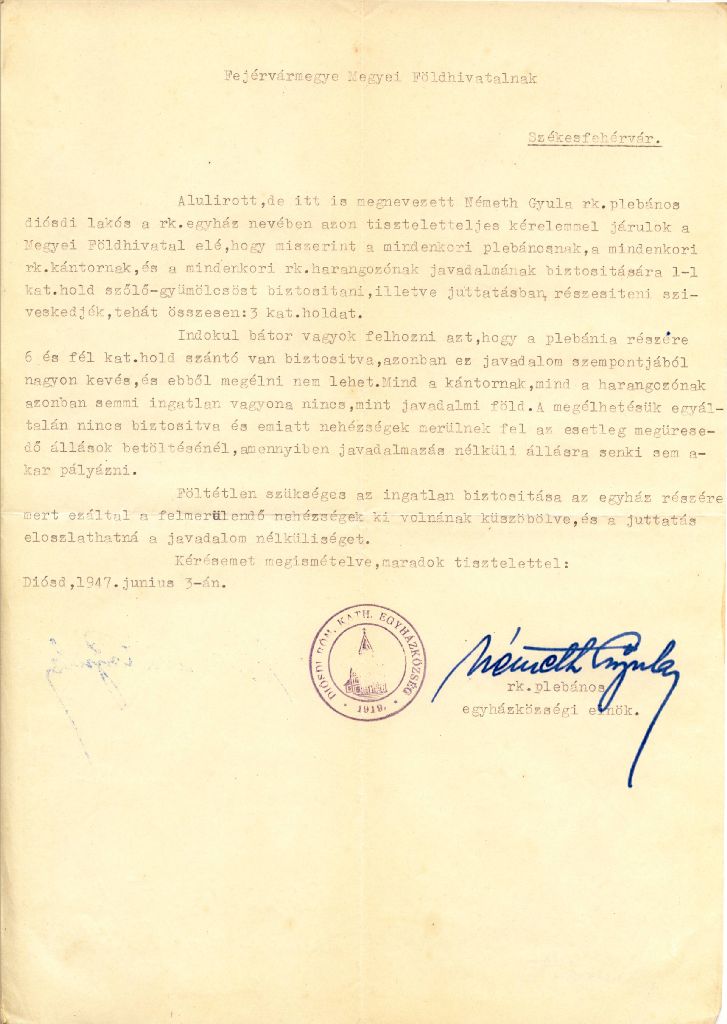 Fejérvármegye Megyei Földhivatalnak
Székesfehérvár.
Alulirott,de itt is megnevezett Németh Gyula rk.plebános
diósdi lakós a rk.egyház nevében azon tiszteletteljes kérelemmel járulok a
Megyei Földhivatal elé,hogy miszerint a mindenkori plebánosnak,a mindenkori
rk.kántornak,és a mindenkori rk.harangozónak javadalmának biztositására 1-1
kat.hold szőlő-gyümölcsöst biztositani,illetve juttatásban, részesiteni szi-
veskedjék,tehát összesen:3 kat.holdat.
Indokul bátor vagyok felhozni azt,hogy a plebánia részére
6 és fél kat.hold szántó van biztositva,azonban ez javadalom szempontjából
nagyon kevés,és ebből megélni nem lehet.Mind a kántornak,mind a harangozónak
azonban semmi ingatlan vagyona nincs,mint javadalmi föld.A megélhetésük egyál-
talán nincs biztositva és emiatt nehézségek merülnek fel az esetleg megürese-
dő állások betöltésénél,amennyiben javadalmazás nélküli állásra senki sem a-
kar pályázni.
Föltétlen szükséges az ingatlan biztositása az egyház részére
mert ezáltal a felmerülendő nehézségek ki volnának küszöbölve,és a juttatás
eloszlathatná a javadalom nélküliséget.
Kérésemet megismételve,maradok tisztelettel:
Diósd,1947.junius 3-án.
DIÓSDI RÓM. KATH. EGYHÁZKÖZSÉG
1919.
Németh Gyula
rk.plebános
egyházközségi elnök.